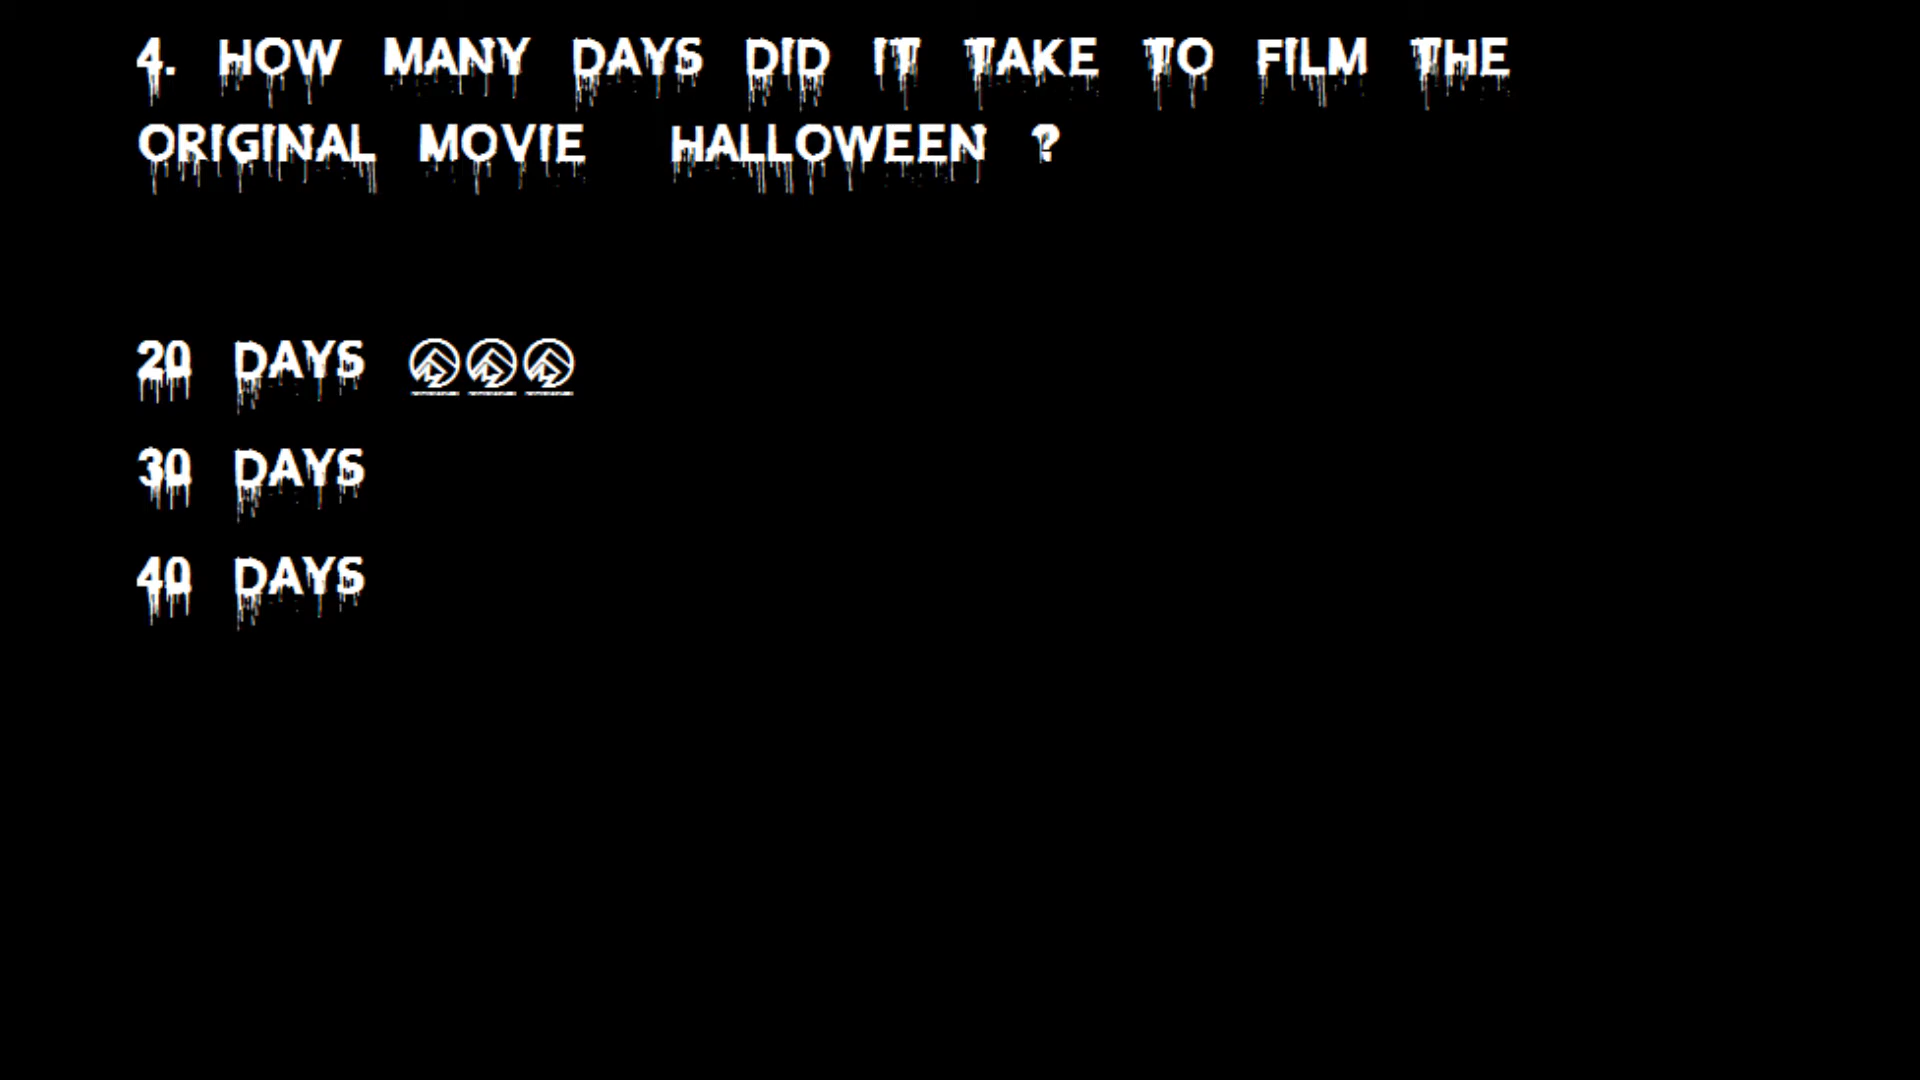 4. HOW MANY DAYS DID IT TAKE TO FILM THE
ORIGINAL MOVIE HALLOWEEN ?
20 DAYS
30 DAYS
40 DAYS